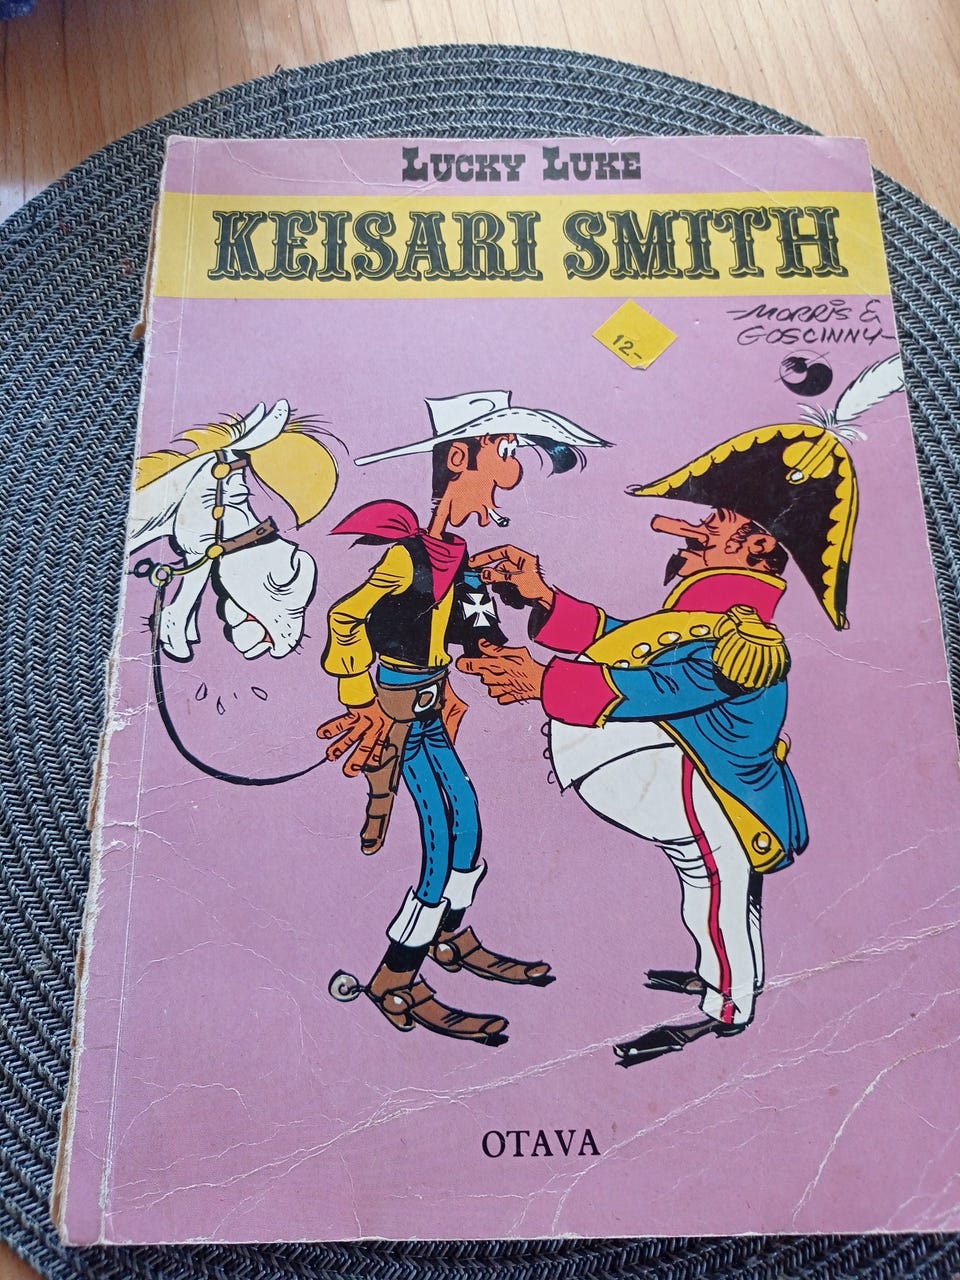 LUCKY LUKE
KEISARI SMITH
12-
-MORRIS &
GOSCINNY-
OTAVA